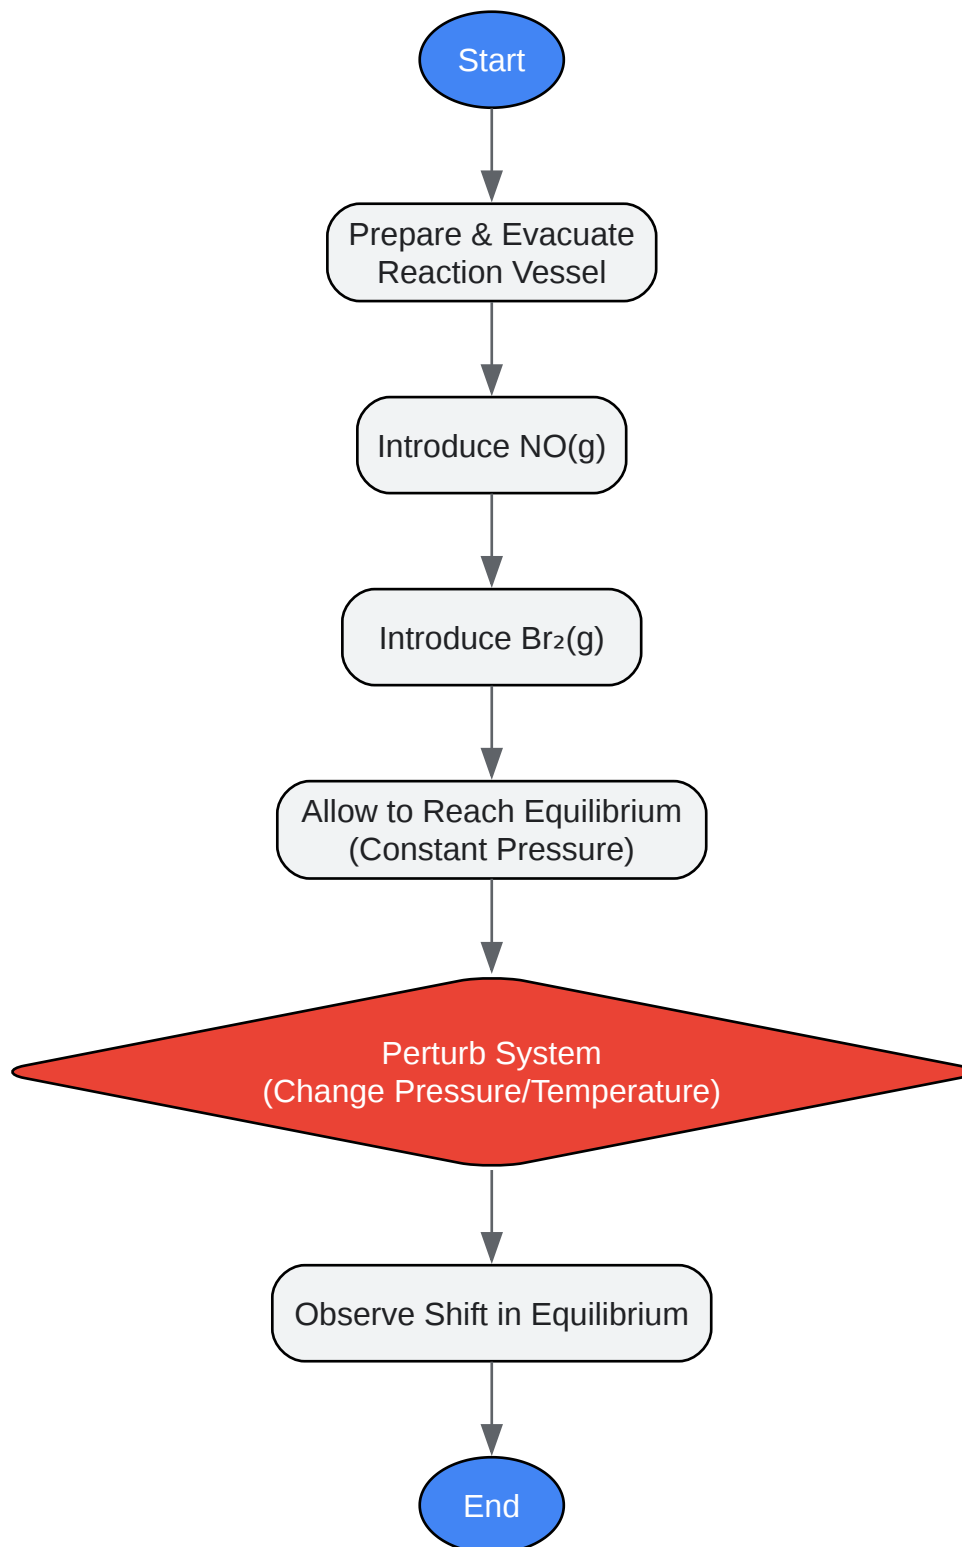 Start
Prepare & Evacuate
Reaction Vessel
Introduce NO(g)
Introduce Br₂(g)
Allow to Reach Equilibrium
(Constant Pressure)
Perturb System
(Change Pressure/Temperature)
Observe Shift in Equilibrium
End